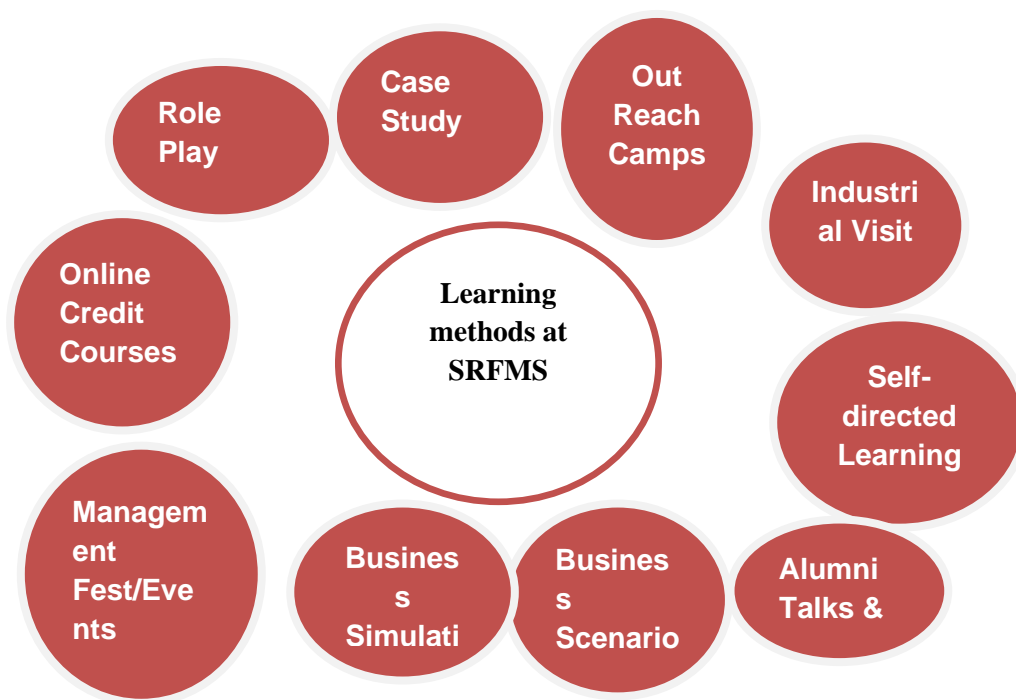 Role
Play
Case
Study
Out
Reach
Camps
Industri
al Visit
Self-
directed
Learning
Alumni
Talks &
Busines
s
Scenario
Busines
s
Simulati
Managem
ent
Fest/Eve
nts
Online
Credit
Courses
Learning
methods at
SRFMS